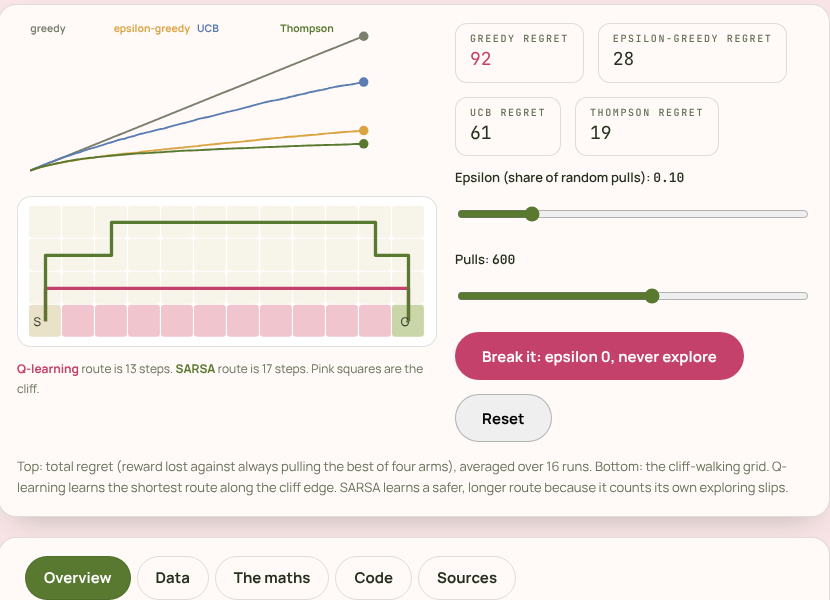 greedy epsilon-greedy UCB Thompson
GREEDY REGRET
92
EPSILON-GREEDY REGRET
28
UCB REGRET
61
THOMPSON REGRET
19
Epsilon (share of random pulls): 0.10
Pulls: 600
Break it: epsilon 0, never explore
Reset
S G
Q-learning route is 13 steps. SARSA route is 17 steps. Pink squares are the
cliff.
Top: total regret (reward lost against always pulling the best of four arms), averaged over 16 runs. Bottom: the cliff-walking grid. Q-
learning learns the shortest route along the cliff edge. SARSA learns a safer, longer route because it counts its own exploring slips.
Overview Data The maths Code Sources